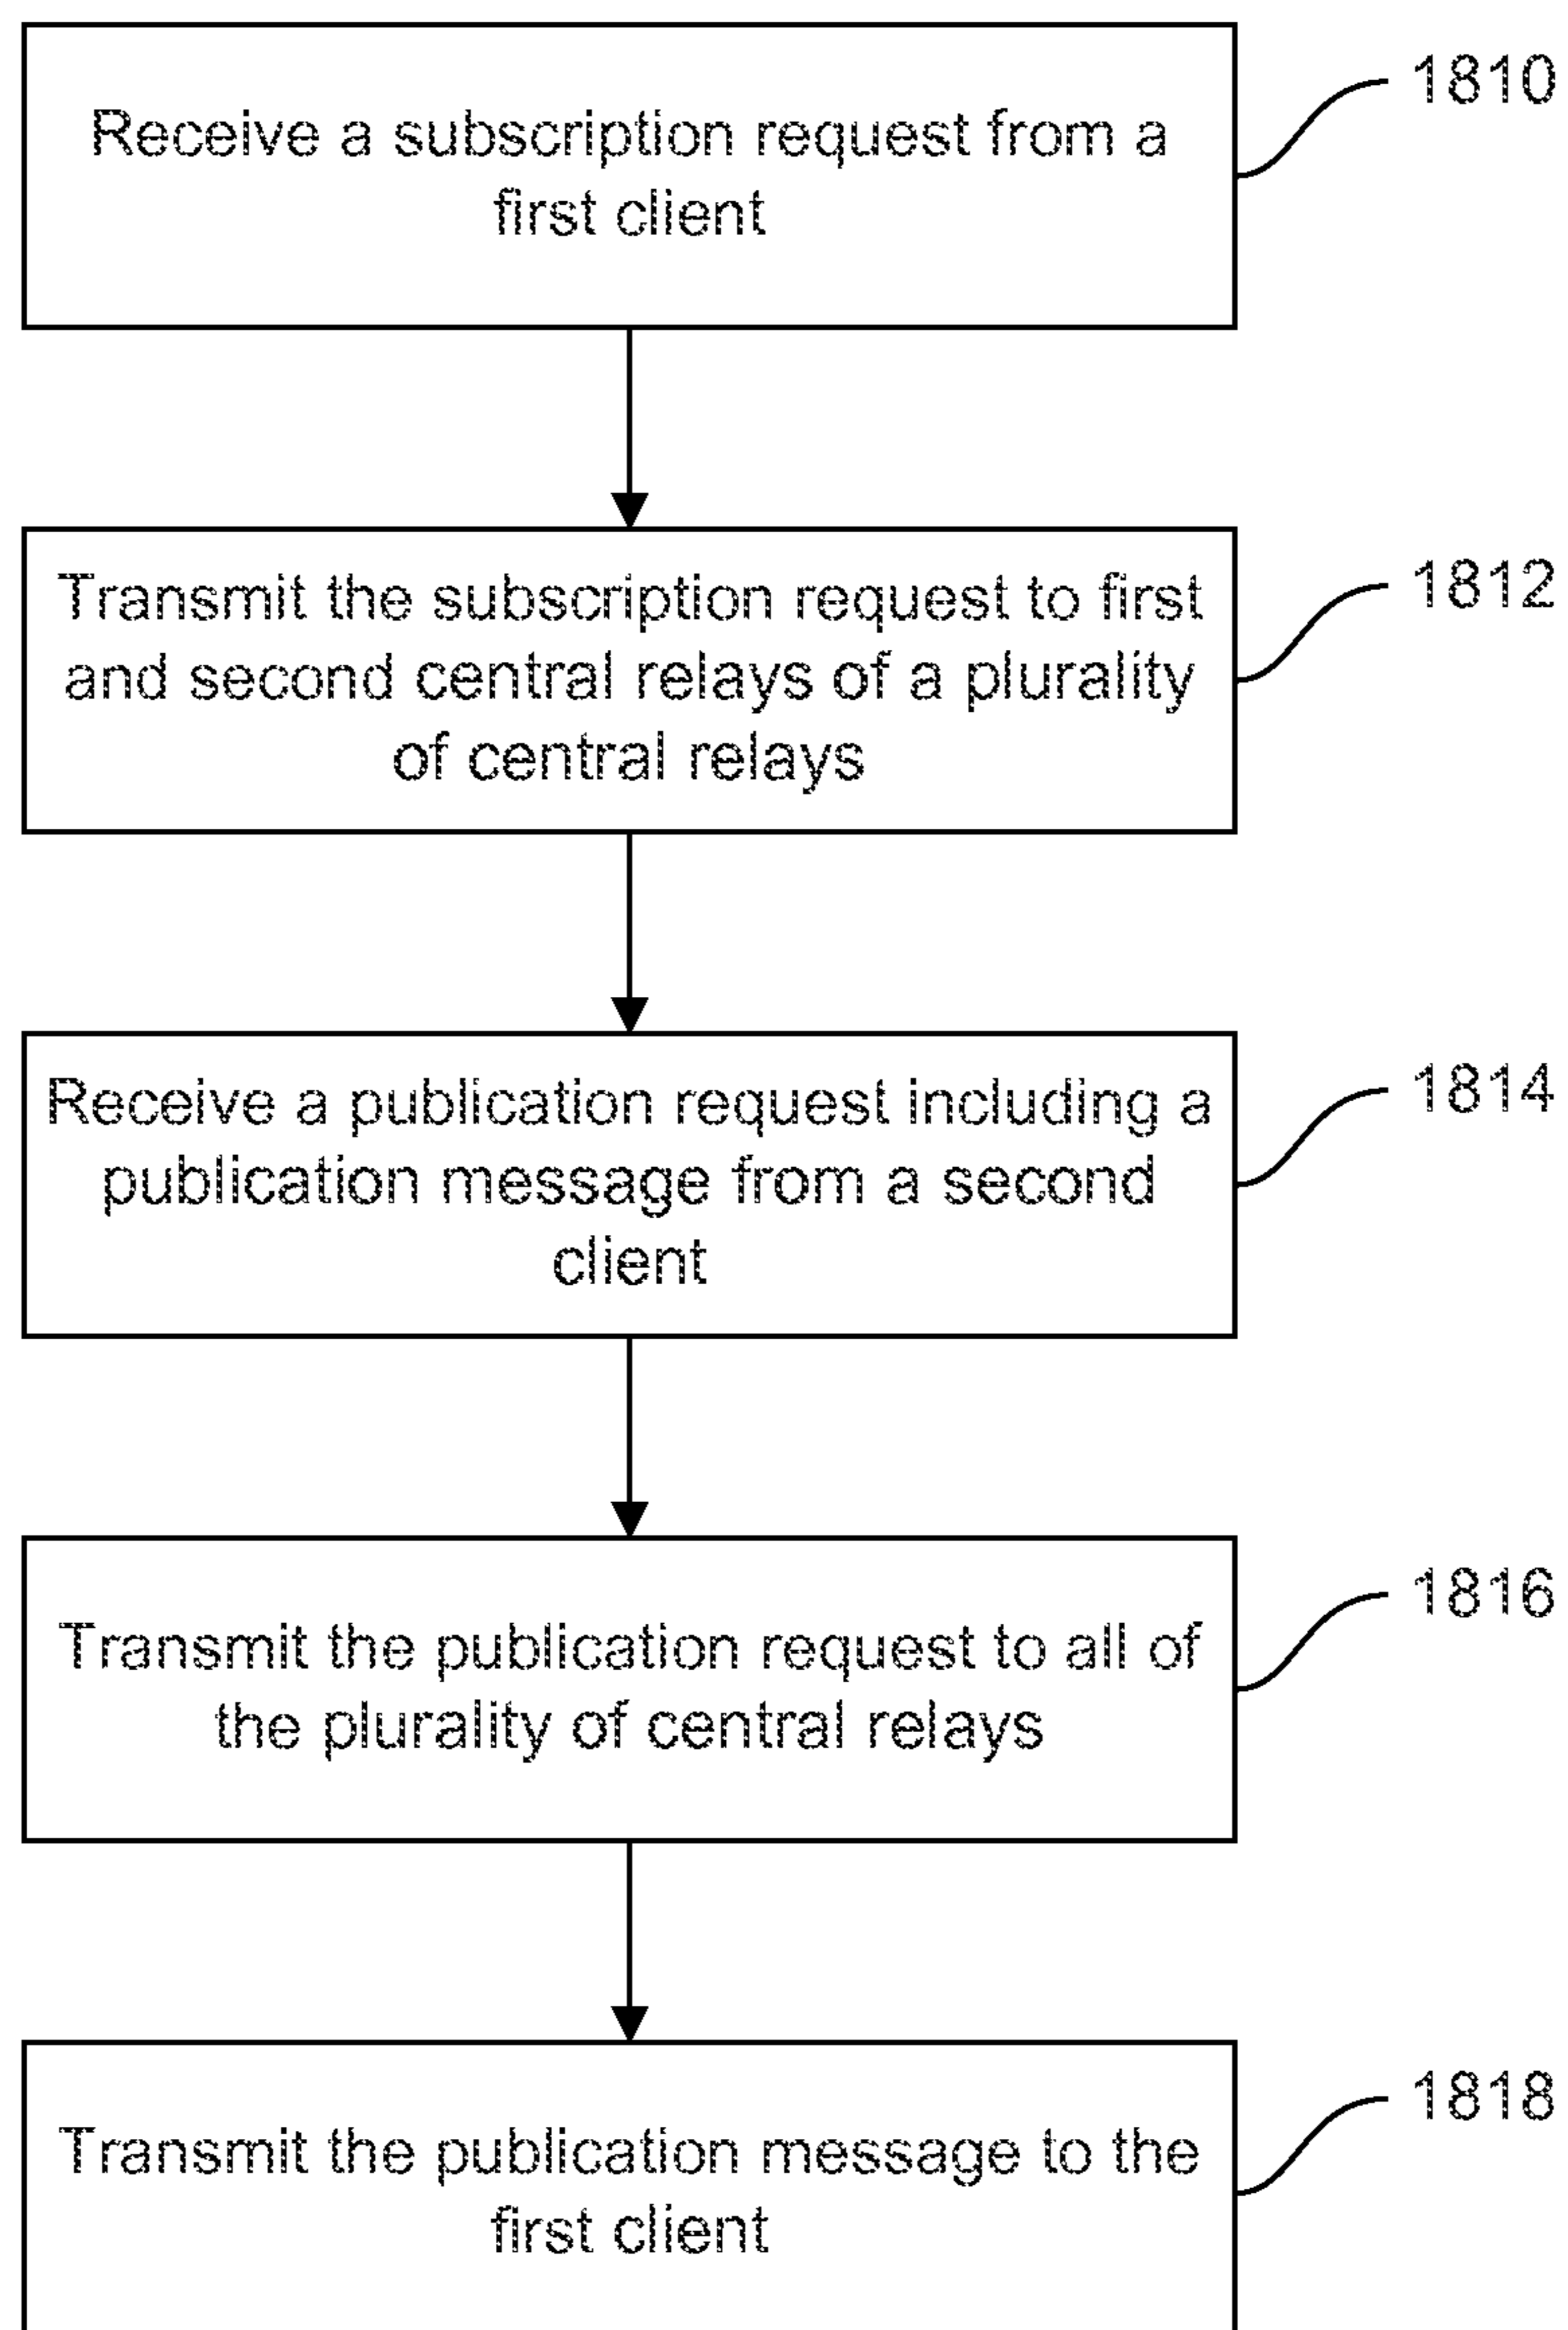 Receive a subscription request from a
first client
1810
Transmit the subscription request to first
and second central relays of a plurality
of central relays
1812
Receive a publication request including a
publication message from a second
client
1814
Transmit the publication request to all of
the plurality of central relays
1816
Transmit the publication message to the
first client
1818